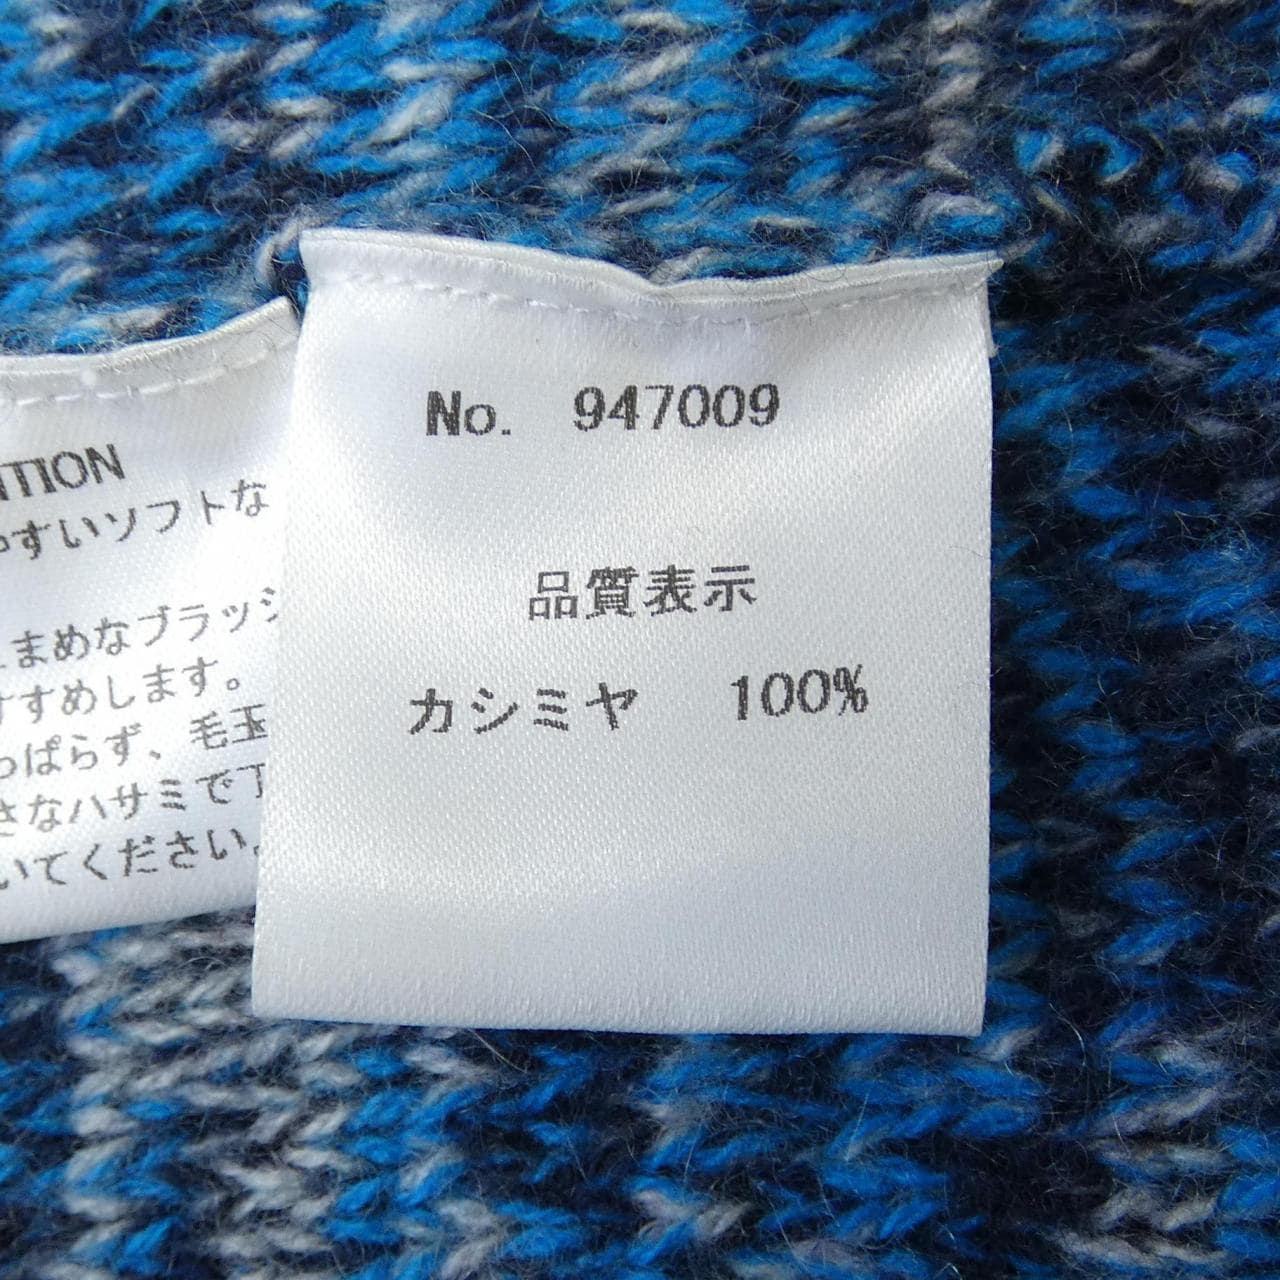 No. 947009
品質表示
カシミヤ 100%
TION
やすいソフトな
まめなブラッシ
すすめします。
っぱらず、毛玉
さなハサミで丁
いてください。